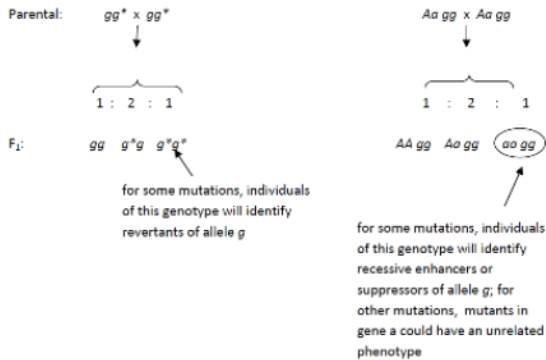 Parental: gg* x gg* Aa gg x Aa gg
1 : 2 : 1 1 : 2 : 1
F₁: gg g*g g*g* AA gg Aa gg aa gg
for some mutations, individuals
of this genotype will identify
revertants of allele g
for some mutations, individuals
of this genotype will identify
recessive enhancers or
suppressors of allele g; for
other mutations, mutants in
gene a could have an unrelated
phenotype